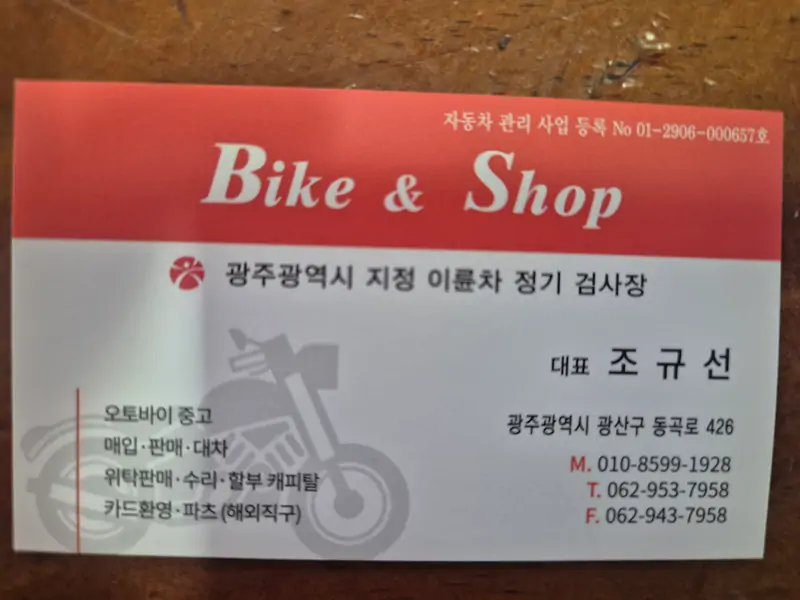 자동차 관리 사업 등록 No 01-2906-000657호
Bike & Shop
광주광역시 지정 이륜차 정기 검사장
대표 조규선
광주광역시 광산구 동곡로 426
M. 010-8599-1928
T. 062-953-7958
F. 062-943-7958
오토바이 중고
매입·판매·대차
위탁판매·수리·할부 캐피탈
카드환영·파츠 (해외직구)